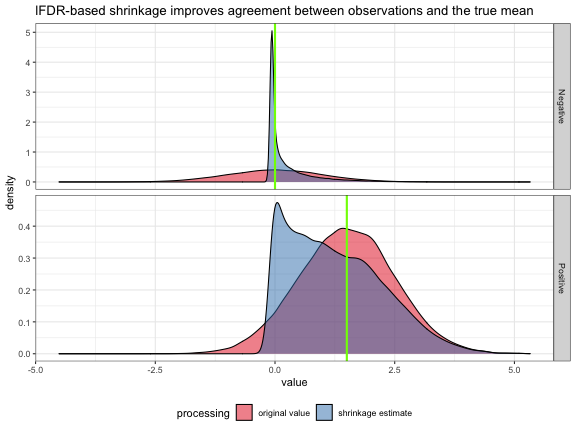 lFDR-based shrinkage improves agreement between observations and the true mean
5
4
3
2
1
0
Negative
density
0.4
0.3
0.2
0.1
0.0
Positive
-5.0 -2.5 0.0 2.5 5.0
value
processing original value shrinkage estimate